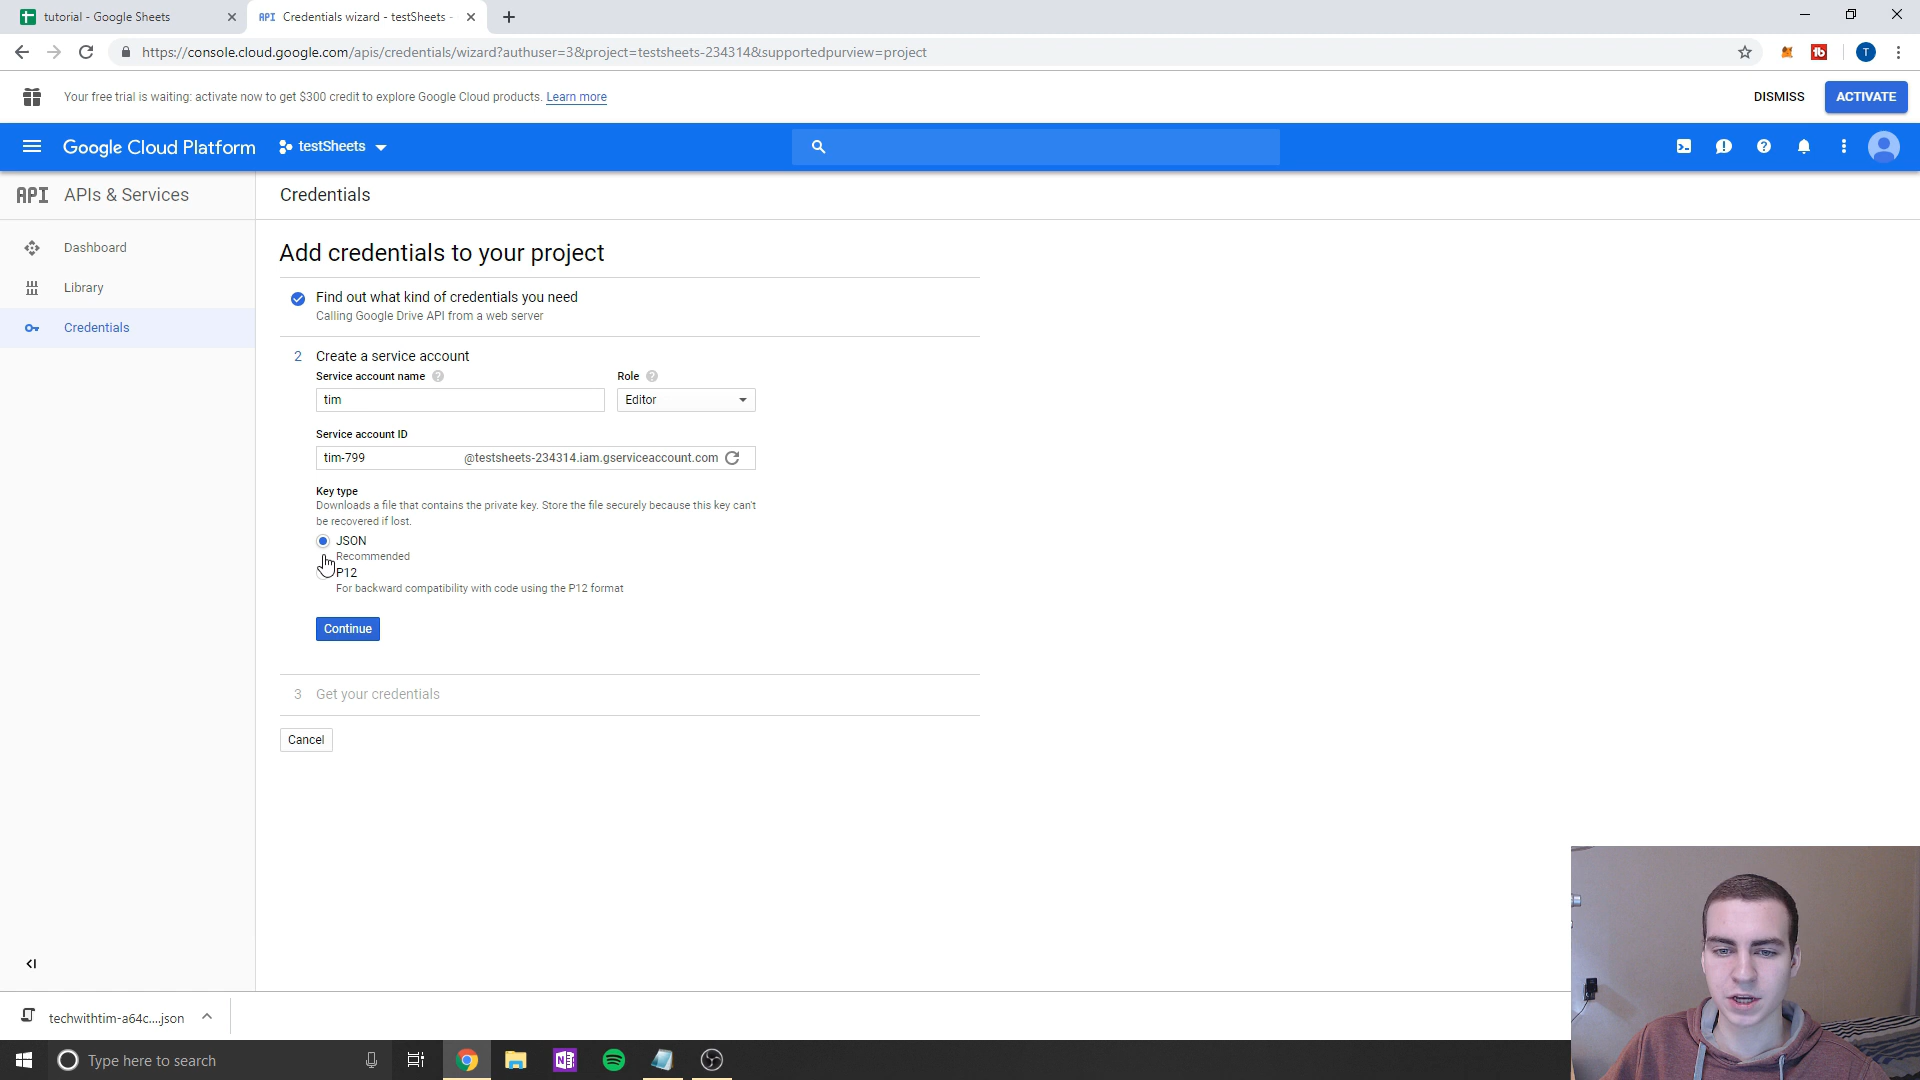 tutorial - Google Sheets
API Credentials wizard - testSheets -
https://console.cloud.google.com/apis/credentials/wizard?authuser=3&project=testsheets-234314&supportedpurview=project
T
Your free trial is waiting: activate now to get $300 credit to explore Google Cloud products. Learn more
DISMISS
ACTIVATE
Google Cloud Platform
testSheets
API APIs & Services
Credentials
Dashboard
Library
Credentials
Add credentials to your project
Find out what kind of credentials you need
Calling Google Drive API from a web server
2 Create a service account
Service account name ?
Role ?
tim
Editor
Service account ID
tim-799 @testsheets-234314.iam.gserviceaccount.com
Key type
Downloads a file that contains the private key. Store the file securely because this key can't
be recovered if lost.
JSON
Recommended
P12
For backward compatibility with code using the P12 format
Continue
3 Get your credentials
Cancel
techwithtim-a64c....json
Type here to search